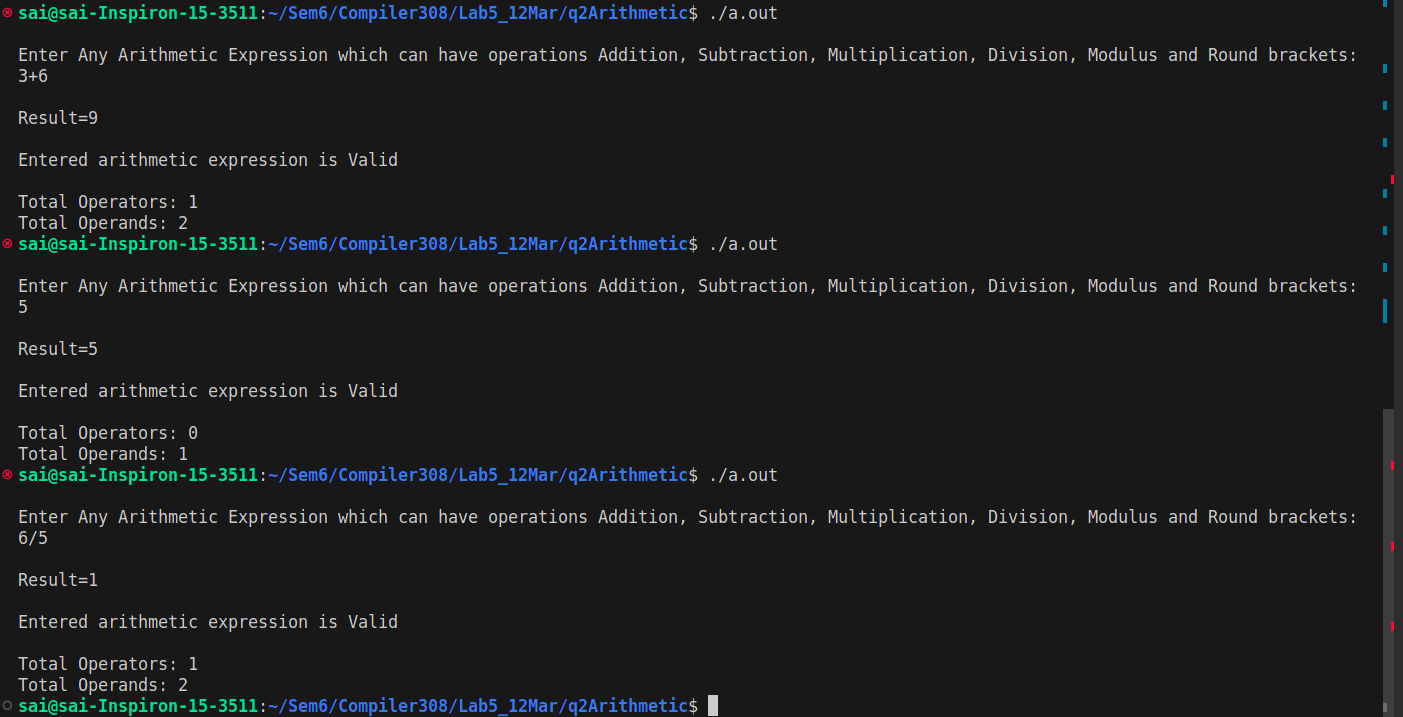 sai@sai-Inspiron-15-3511:~/Sem6/Compiler308/Lab5_12Mar/q2Arithmetic$ ./a.out
Enter Any Arithmetic Expression which can have operations Addition, Subtraction, Multiplication, Division, Modulus and Round brackets:
3+6
Result=9
Entered arithmetic expression is Valid
Total Operators: 1
Total Operands: 2
sai@sai-Inspiron-15-3511:~/Sem6/Compiler308/Lab5_12Mar/q2Arithmetic$ ./a.out
Enter Any Arithmetic Expression which can have operations Addition, Subtraction, Multiplication, Division, Modulus and Round brackets:
5
Result=5
Entered arithmetic expression is Valid
Total Operators: 0
Total Operands: 1
sai@sai-Inspiron-15-3511:~/Sem6/Compiler308/Lab5_12Mar/q2Arithmetic$ ./a.out
Enter Any Arithmetic Expression which can have operations Addition, Subtraction, Multiplication, Division, Modulus and Round brackets:
6/5
Result=1
Entered arithmetic expression is Valid
Total Operators: 1
Total Operands: 2
sai@sai-Inspiron-15-3511:~/Sem6/Compiler308/Lab5_12Mar/q2Arithmetic$